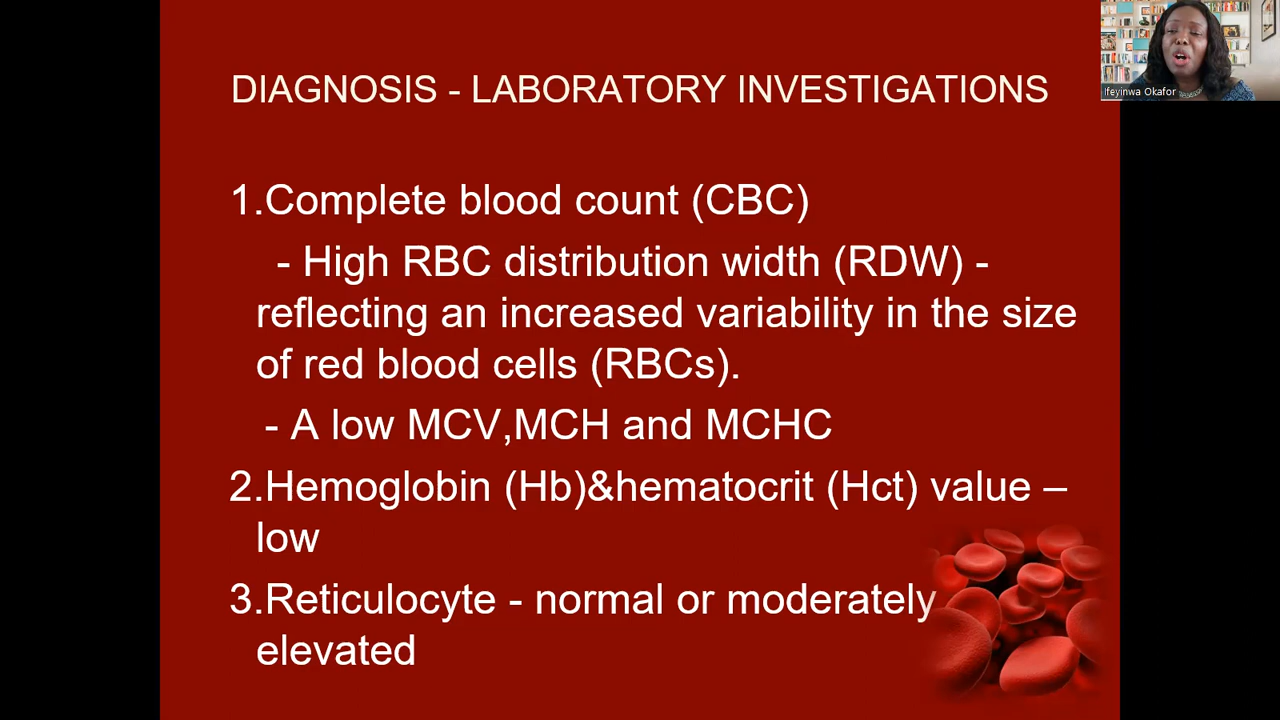 DIAGNOSIS - LABORATORY INVESTIGATIONS
Ifeyinwa Okafor
1.Complete blood count (CBC)
- High RBC distribution width (RDW) -
reflecting an increased variability in the size
of red blood cells (RBCs).
- A low MCV,MCH and MCHC
2.Hemoglobin (Hb)&hematocrit (Hct) value –
low
3.Reticulocyte - normal or moderately
elevated